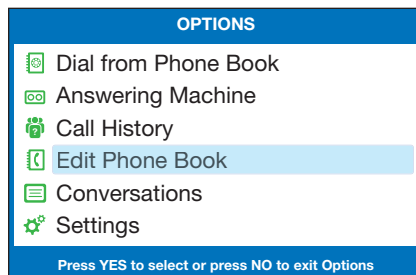 OPTIONS
Dial from Phone Book
Answering Machine
Call History
Edit Phone Book
Conversations
Settings
Press YES to select or press NO to exit Options